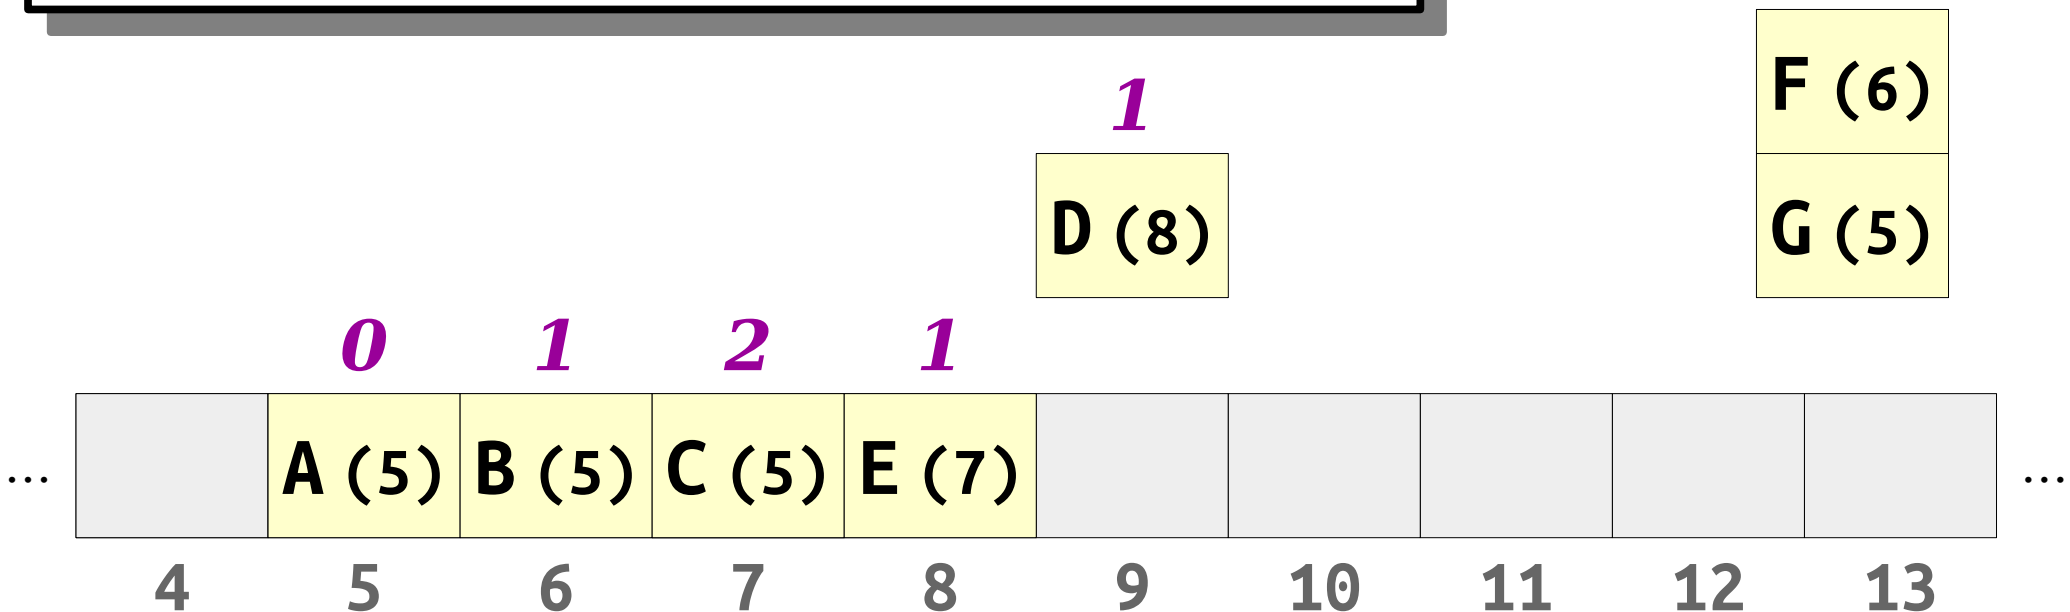 F (6)
1
D (8)
G (5)
0 1 2 1
... A (5) B (5) C (5) E (7) ...
4 5 6 7 8 9 10 11 12 13